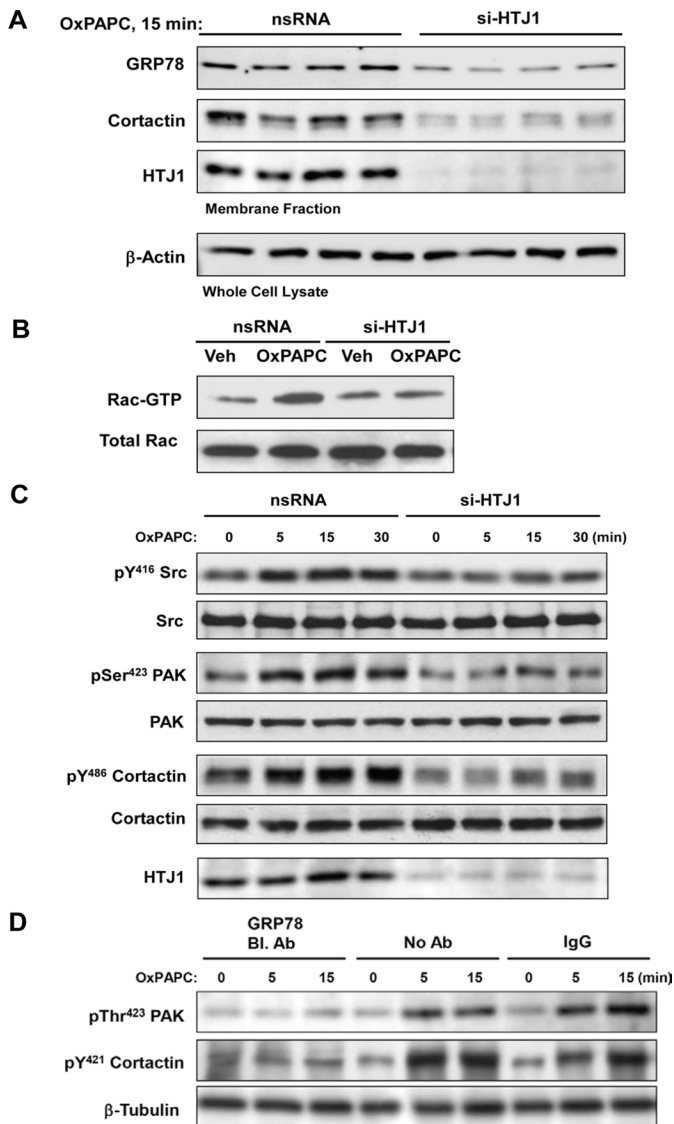 A
nsRNA si-HTJ1
OxPAPC, 15 min:
GRP78
Cortactin
HTJ1
Membrane Fraction
β-Actin
Whole Cell Lysate
B
nsRNA si-HTJ1
Veh OxPAPC Veh OxPAPC
Rac-GTP
Total Rac
C
nsRNA si-HTJ1
OxPAPC: 0 5 15 30 0 5 15 30 (min)
pY⁴¹⁶ Src
Src
pSer⁴²³ PAK
PAK
pY⁴⁸⁶ Cortactin
Cortactin
HTJ1
D
GRP78
Bl. Ab No Ab IgG
OxPAPC: 0 5 15 0 5 15 0 5 15 (min)
pThr⁴²³ PAK
pY⁴²¹ Cortactin
β-Tubulin